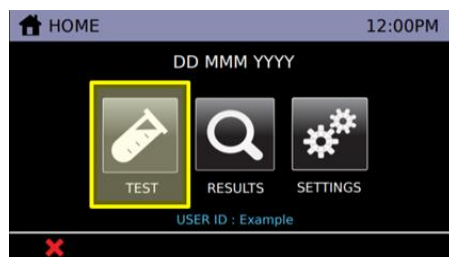 HOME 12:00PM
DD MMM YYYY
TEST RESULTS SETTINGS
USER ID : Example